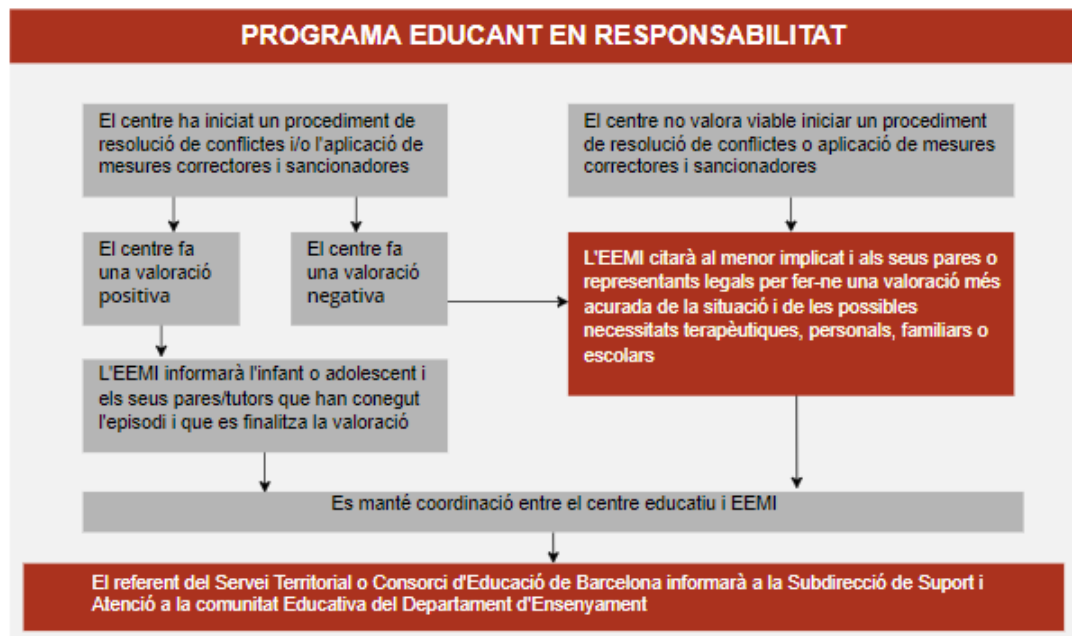 PROGRAMA EDUCANT EN RESPONSABILITAT
El centre ha iniciat un procediment de
resolució de conflictes i/o l'aplicació de
mesures correctores i sancionadores
El centre no valora viable iniciar un procediment
de resolució de conflictes o aplicació de mesures
correctores i sancionadores
El centre fa
una valoració
positiva
El centre fa
una valoració
negativa
L'EEMI citarà al menor implicat i als seus pares o
representants legals per fer-ne una valoració més
acurada de la situació i de les possibles
necessitats terapèutiques, personals, familiars o
escolars
L'EEMI informarà l'infant o adolescent i
els seus pares/tutors que han conegut
l'episodi i que es finalitza la valoració
Es manté coordinació entre el centre educatiu i EEMI
El referent del Servei Territorial o Consorci d'Educació de Barcelona informarà a la Subdirecció de Suport i
Atenció a la comunitat Educativa del Departament d'Ensenyament